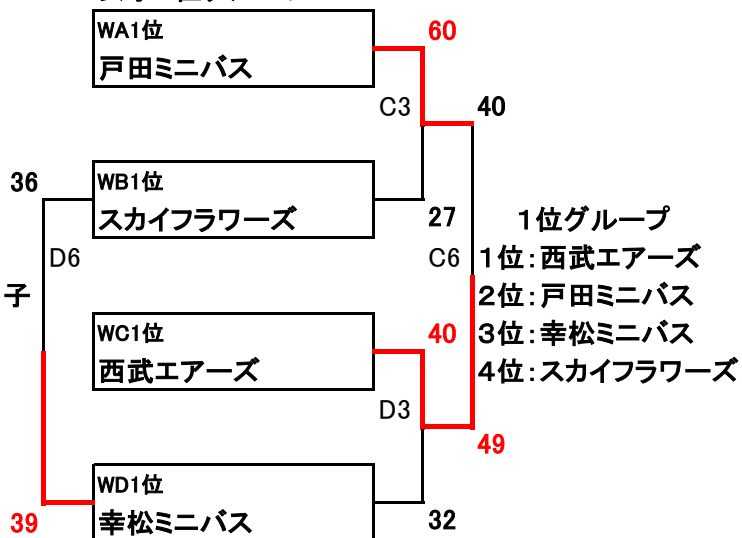 WA1位
戸田ミニバス
60
C3
40
36
WB1位
スカイフラワーズ
27
D6
子
C6
１位グループ
１位：西武エアーズ
２位：戸田ミニバス
３位：幸松ミニバス
４位：スカイフラワーズ
WC1位
西武エアーズ
40
D3
49
WD1位
幸松ミニバス
39
32